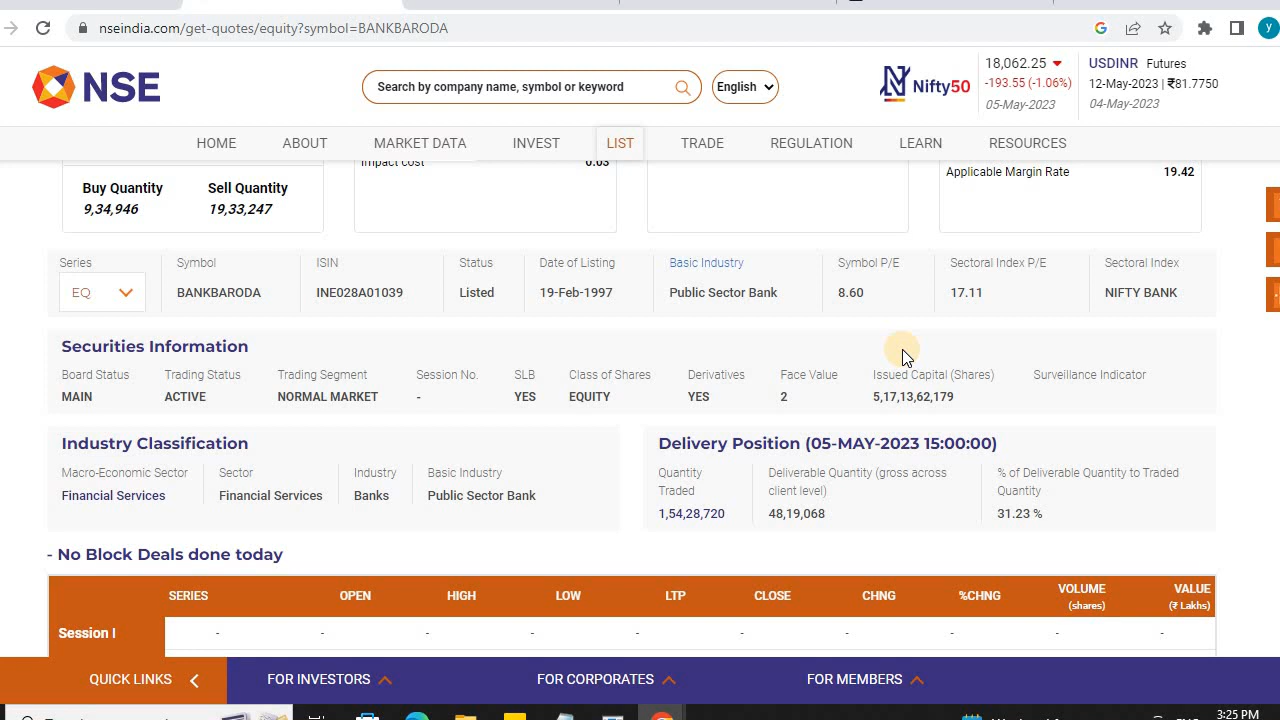 nseindia.com/get-quotes/equity?symbol=BANKBARODA
y
NSE
Search by company name, symbol or keyword
English
Nifty50
18,062.25
-193.55 (-1.06%)
05-May-2023
USDINR Futures
12-May-2023 | ₹81.7750
04-May-2023
HOME ABOUT MARKET DATA INVEST LIST TRADE REGULATION LEARN RESOURCES
Impact cost 0.03
Applicable Margin Rate 19.42
Buy Quantity Sell Quantity
9,34,946 19,33,247
Series Symbol ISIN Status Date of Listing Basic Industry Symbol P/E Sectoral Index P/E Sectoral Index
EQ BANKBARODA INE028A01039 Listed 19-Feb-1997 Public Sector Bank 8.60 17.11 NIFTY BANK
Securities Information
Board Status Trading Status Trading Segment Session No. SLB Class of Shares Derivatives Face Value Issued Capital (Shares) Surveillance Indicator
MAIN ACTIVE NORMAL MARKET - YES EQUITY YES 2 5,17,13,62,179
Industry Classification
Macro-Economic Sector Sector Industry Basic Industry
Financial Services Financial Services Banks Public Sector Bank
Delivery Position (05-MAY-2023 15:00:00)
Quantity Traded
Deliverable Quantity (gross across client level)
% of Deliverable Quantity to Traded Quantity
1,54,28,720 48,19,068 31.23 %
- No Block Deals done today
SERIES OPEN HIGH LOW LTP CLOSE CHNG %CHNG VOLUME (shares) VALUE (₹ Lakhs)
Session I - - - - - - - - - -
QUICK LINKS FOR INVESTORS FOR CORPORATES FOR MEMBERS
3:25 PM